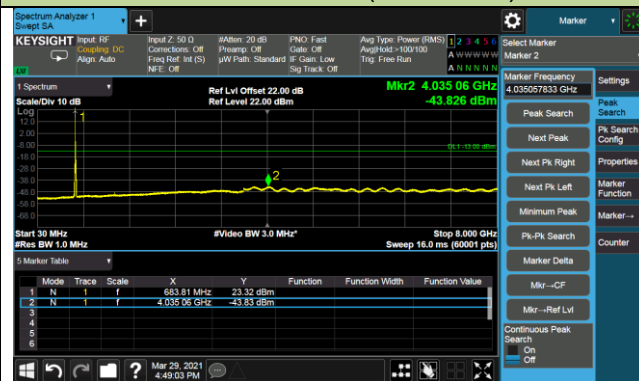 Spectrum Analyzer 1
Swept SA
Marker
KEYSIGHT
Input: RF
Coupling: DC
Align: Auto
Input Z: 50 Ω
Corrections: Off
Freq Ref: Int (S)
NFE: Off
#Atten: 20 dB
Preamp: Off
µW Path: Standard
PNO: Fast
Gate: Off
IF Gain: Low
Sig Track: Off
Avg Type: Power (RMS)
Avg|Hold:>100/100
Trig: Free Run
1 2 3 4 5 6
A W W W W W
A N N N N N
Select Marker
Marker 2
Marker Frequency
4.035057833 GHz
Settings
Peak Search
Next Peak
Next Pk Right
Next Pk Left
Minimum Peak
Pk-Pk Search
Marker Delta
Mkr→CF
Mkr→Ref Lvl
Continuous Peak
Search
On
Off
Peak
Search
Pk Search
Config
Properties
Marker
Function
Marker→
Counter
1 Spectrum
Scale/Div 10 dB
Ref Lvl Offset 22.00 dB
Ref Level 22.00 dBm
Mkr2 4.035 06 GHz
-43.826 dBm
Log
12.0
2.00
-8.00
-18.0
-28.0
-38.0
-48.0
-58.0
-68.0
1
2
DL1 -13.00 dBm
Start 30 MHz
#Res BW 1.0 MHz
#Video BW 3.0 MHz*
Stop 8.000 GHz
Sweep 16.0 ms (60001 pts)
5 Marker Table
Mode Trace Scale X Y Function Function Width Function Value
1 N 1 f 683.81 MHz 23.32 dBm
2 N 1 f 4.035 06 GHz -43.83 dBm
3
4
5
6
Mar 29, 2021
4:49:03 PM